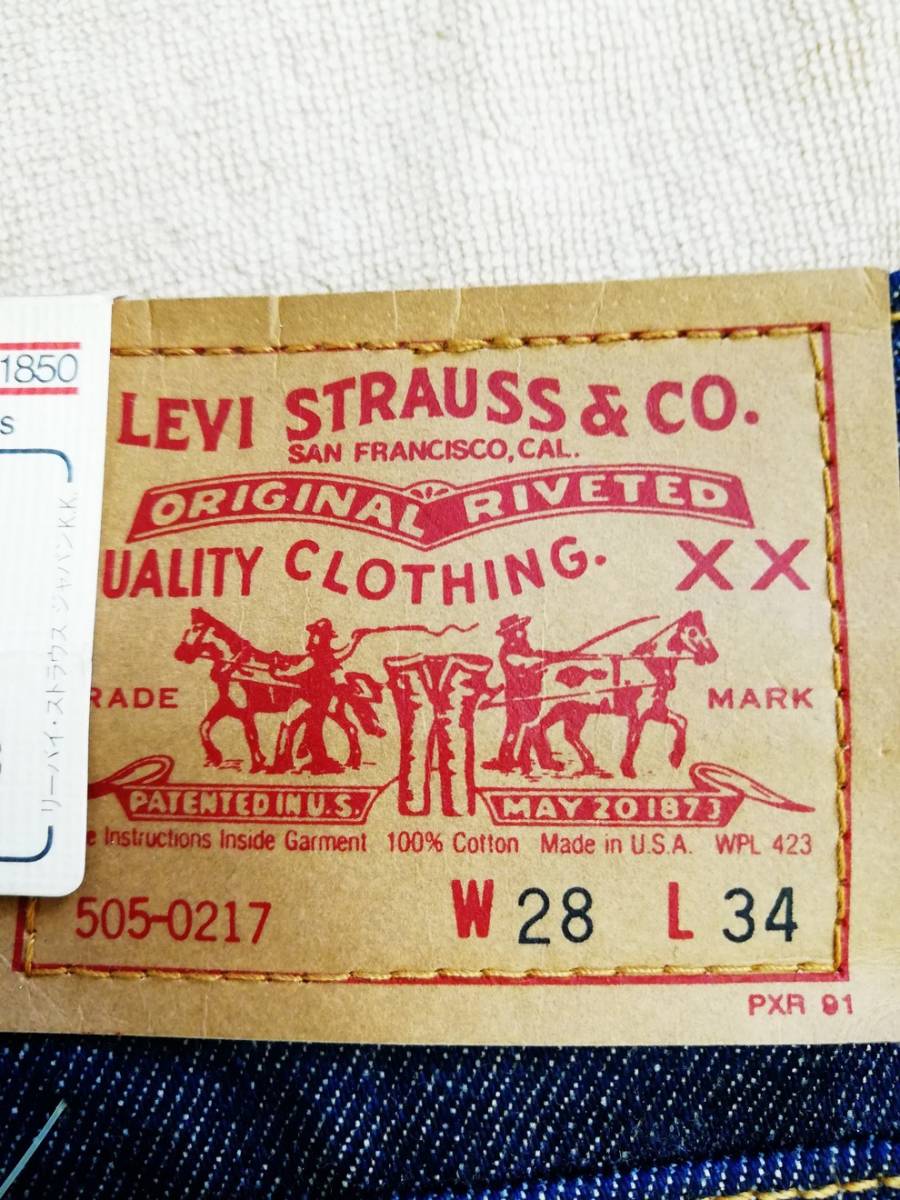 1850
S
リーバイ・ストラウス ジャパン K.K.
LEVI STRAUSS & CO.
SAN FRANCISCO, CAL.
ORIGINAL RIVETED
UALITY CLOTHING. XX
RADE MARK
PATENTED IN U.S. MAY 20 1873
e Instructions Inside Garment 100% Cotton Made in U.S.A. WPL 423
505-0217 W 28 L 34
PXR 91